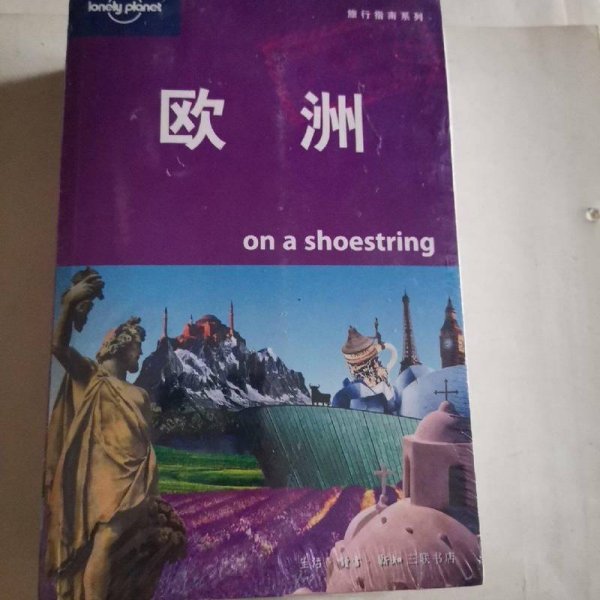 lonely planet
旅行指南系列
欧 洲
on a shoestring
生活·读书·新知三联书店